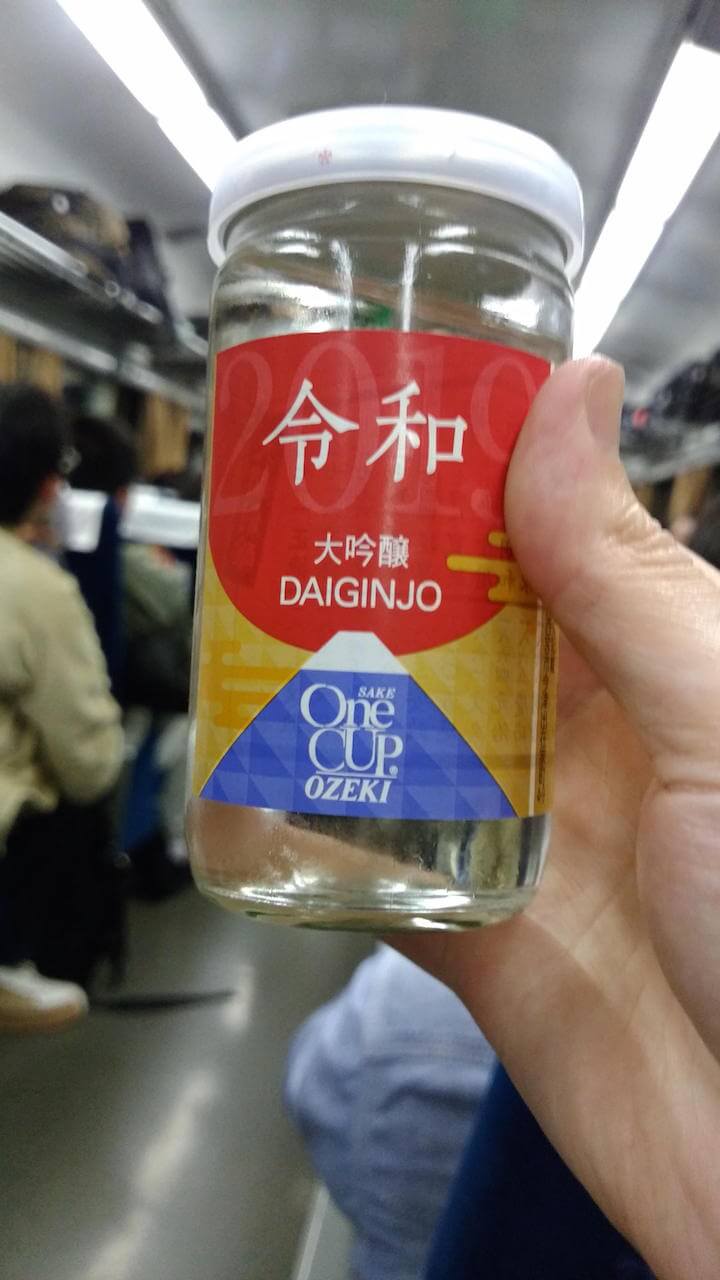 2019
令和
大吟醸
DAIGINJO
SAKE
One
CUP®
OZEKI